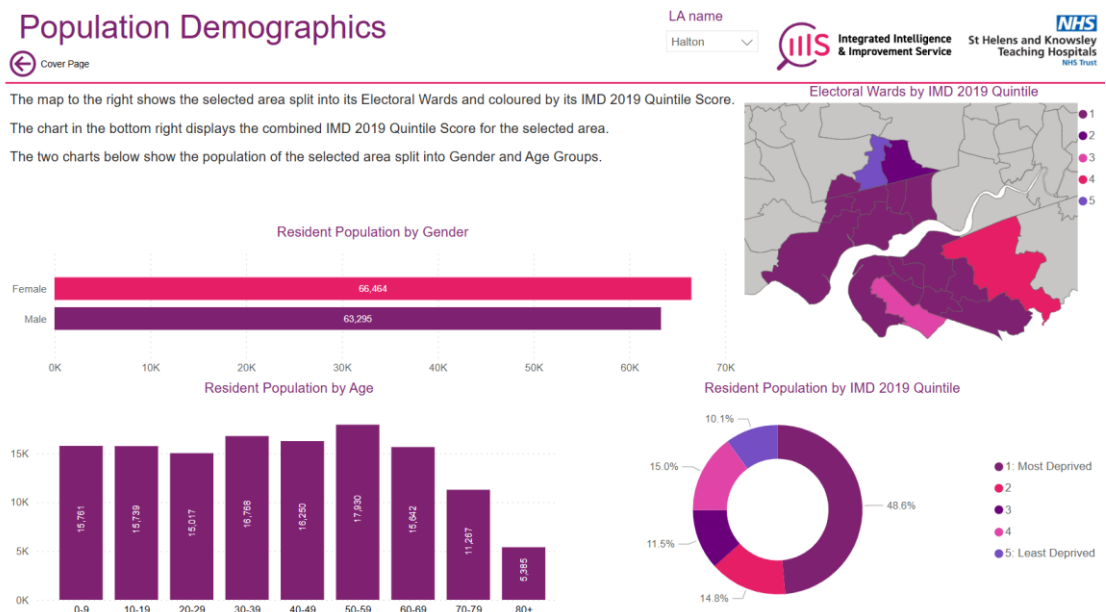 Population Demographics
Cover Page
LA name
Halton
Integrated Intelligence
& Improvement Service
NHS
St Helens and Knowsley
Teaching Hospitals
NHS Trust
The map to the right shows the selected area split into its Electoral Wards and coloured by its IMD 2019 Quintile Score.
The chart in the bottom right displays the combined IMD 2019 Quintile Score for the selected area.
The two charts below show the population of the selected area split into Gender and Age Groups.
Electoral Wards by IMD 2019 Quintile
1
2
3
4
5
Resident Population by Gender
Female
66,464
Male
63,295
0K 10K 20K 30K 40K 50K 60K 70K
Resident Population by Age
15K
10K
5K
0K
15,761 15,739 15,017 16,768 16,250 17,930 15,642 11,267 5,385
0-9 10-19 20-29 30-39 40-49 50-59 60-69 70-79 80+
Resident Population by IMD 2019 Quintile
10.1%
15.0%
11.5%
14.8%
48.6%
1: Most Deprived
2
3
4
5: Least Deprived